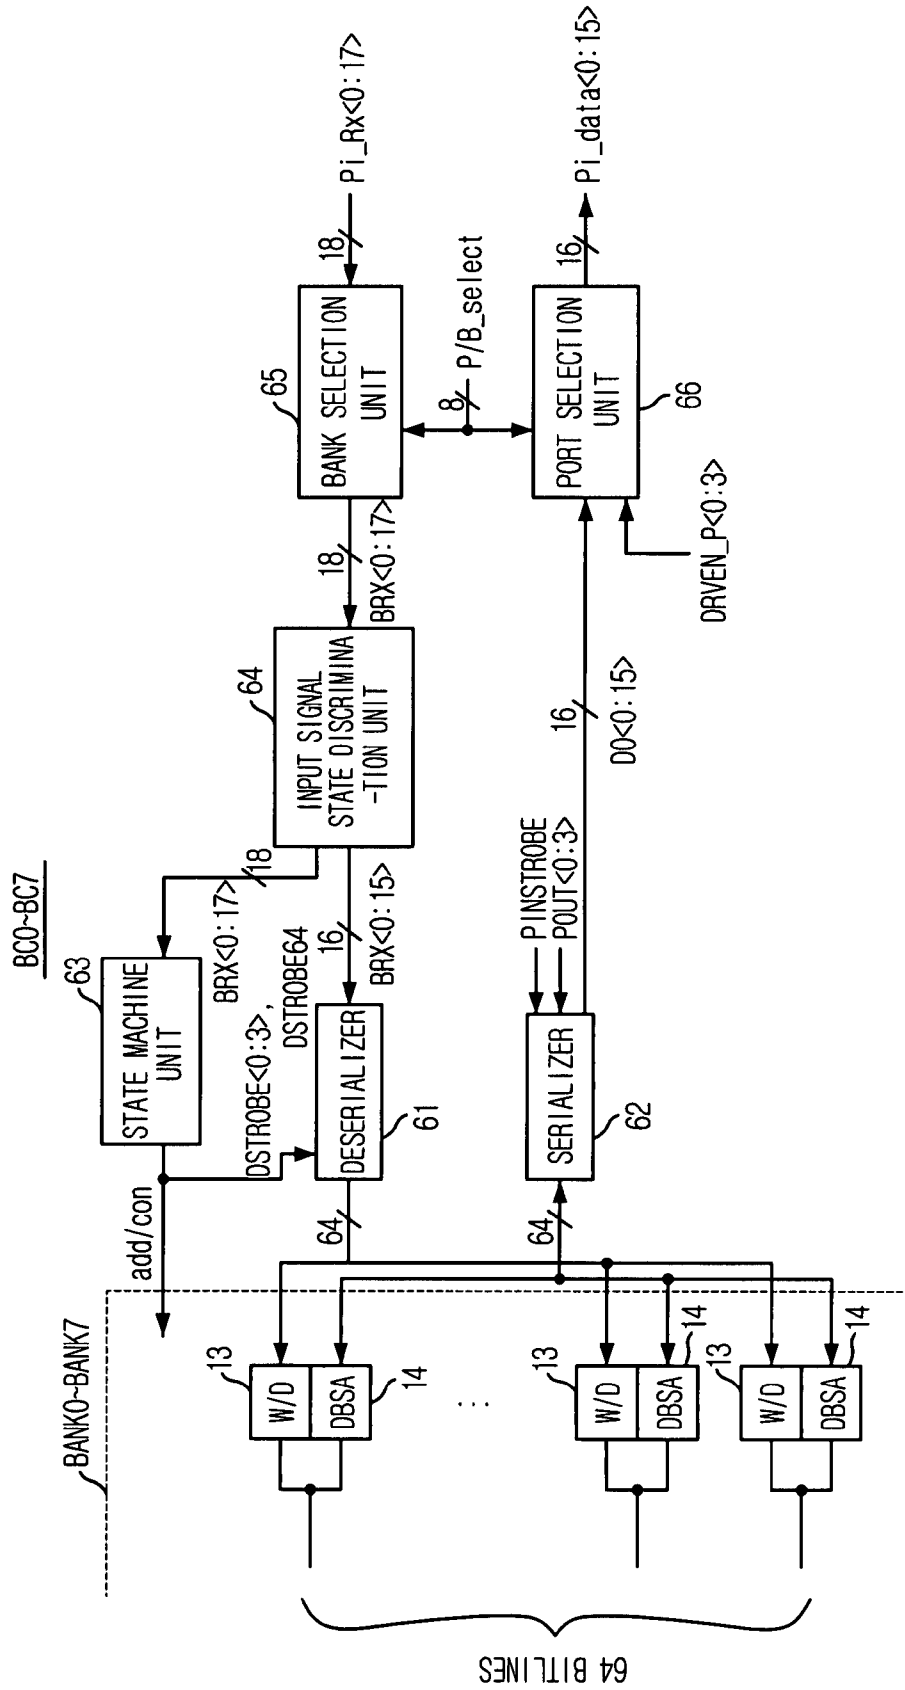 BC0~BC7
BANK0~BANK7
add/con
63
STATE MACHINE
UNIT
BRX<0:17>
18
64
INPUT SIGNAL
STATE DISCRIMINA
-TION UNIT
18
BRX<0:17>
65
BANK SELECTION
UNIT
18
Pi_Rx<0:17>
DSTROBE<0:3>,
DSTROBE64
16
BRX<0:15>
DESERIALIZER
61
64
8
P/B_select
PINSTROBE
POUT<0:3>
SERIALIZER
62
64
16
DO<0:15>
PORT SELECTION
UNIT
66
DRVEN_P<0:3>
16
Pi_data<0:15>
13
W/D
DBSA
14
...
13
W/D
DBSA
14
13
W/D
DBSA
14
64 BITLINES